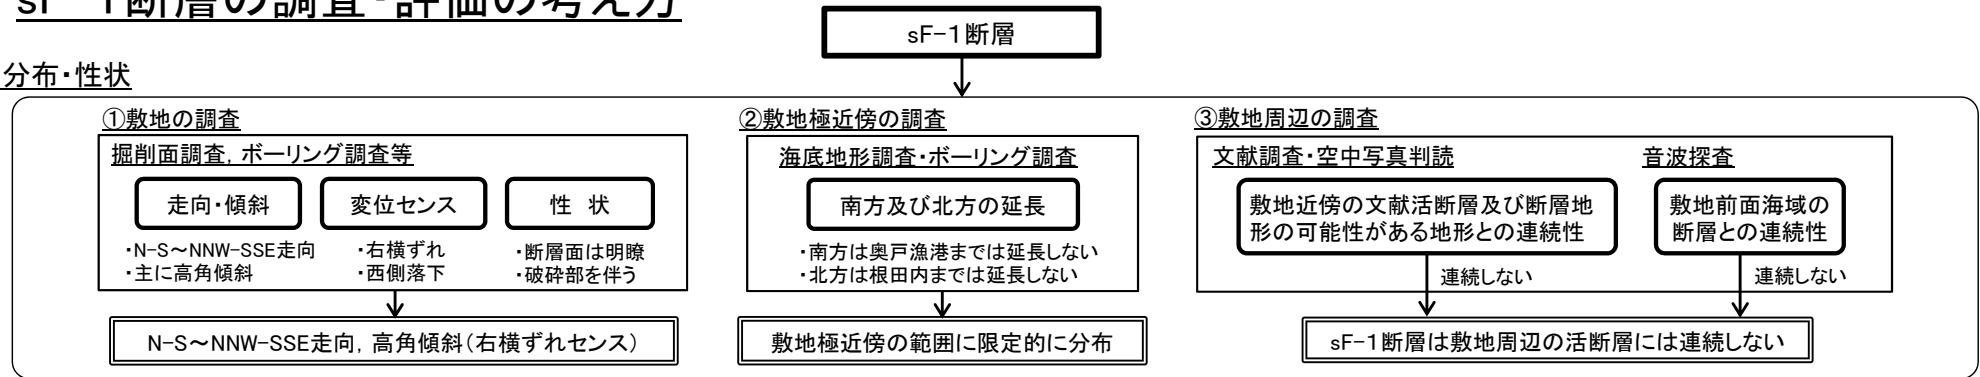 sF-1断層の調査・評価の考え方
sF-1断層
分布・性状
①敷地の調査
掘削面調査，ボーリング調査等
走向・傾斜
・N-S～NNW-SSE走向
・主に高角傾斜
変位センス
・右横ずれ
・西側落下
性 状
・断層面は明瞭
・破砕部を伴う
N-S～NNW-SSE走向，高角傾斜（右横ずれセンス）
②敷地極近傍の調査
海底地形調査・ボーリング調査
南方及び北方の延長
・南方は奥戸漁港までは延長しない
・北方は根田内までは延長しない
敷地極近傍の範囲に限定的に分布
③敷地周辺の調査
文献調査・空中写真判読
敷地近傍の文献活断層及び断層地
形の可能性がある地形との連続性
連続しない
音波探査
敷地前面海域の
断層との連続性
連続しない
sF-1断層は敷地周辺の活断層には連続しない